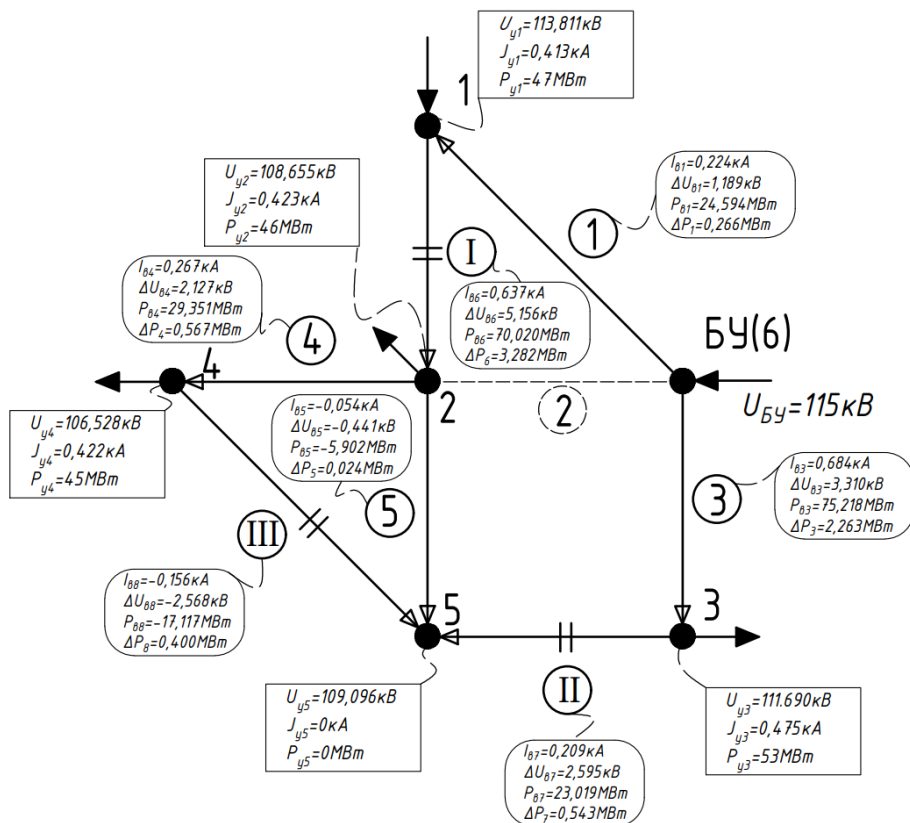 U_у1=113,811кВ
J_у1=0,413кА
P_у1=47МВт
1
U_у2=108,655кВ
J_у2=0,423кА
P_у2=46МВт
I_в1=0,224кА
ΔU_в1=1,189кВ
P_в1=24,594МВт
ΔP_1=0,266МВт
1
I
I_в4=0,267кА
ΔU_в4=2,127кВ
P_в4=29,351МВт
ΔP_4=0,567МВт
4
I_в6=0,637кА
ΔU_в6=5,156кВ
P_в6=70,020МВт
ΔP_6=3,282МВт
БУ(6)
4
2
2
U_БУ=115кВ
U_у4=106,528кВ
J_у4=0,422кА
P_у4=45МВт
I_в5=-0,054кА
ΔU_в5=-0,441кВ
P_в5=-5,902МВт
ΔP_5=0,024МВт
5
I_в3=0,684кА
ΔU_в3=3,310кВ
P_в3=75,218МВт
ΔP_3=2,263МВт
3
III
I_в8=-0,156кА
ΔU_в8=-2,568кВ
P_в8=-17,117МВт
ΔP_8=0,400МВт
5
3
II
U_у5=109,096кВ
J_у5=0кА
P_у5=0МВт
U_у3=111.690кВ
J_у3=0,475кА
P_у3=53МВт
I_в7=0,209кА
ΔU_в7=2,595кВ
P_в7=23,019МВт
ΔP_7=0,543МВт